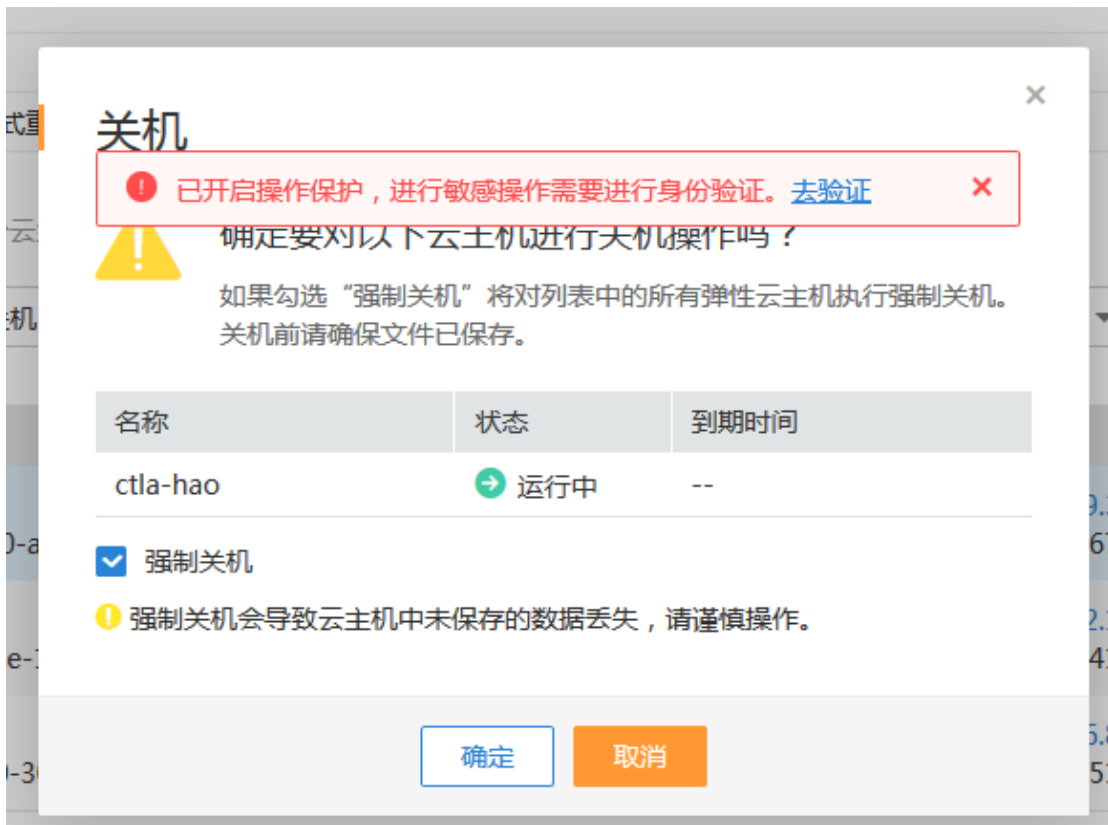 关机
已开启操作保护，进行敏感操作需要进行身份验证。去验证
确定要对以下云主机进行关机操作吗？
如果勾选“强制关机”将对列表中的所有弹性云主机执行强制关机。
关机前请确保文件已保存。
名称 状态 到期时间
ctla-hao 运行中 --
强制关机
强制关机会导致云主机中未保存的数据丢失，请谨慎操作。
确定 取消